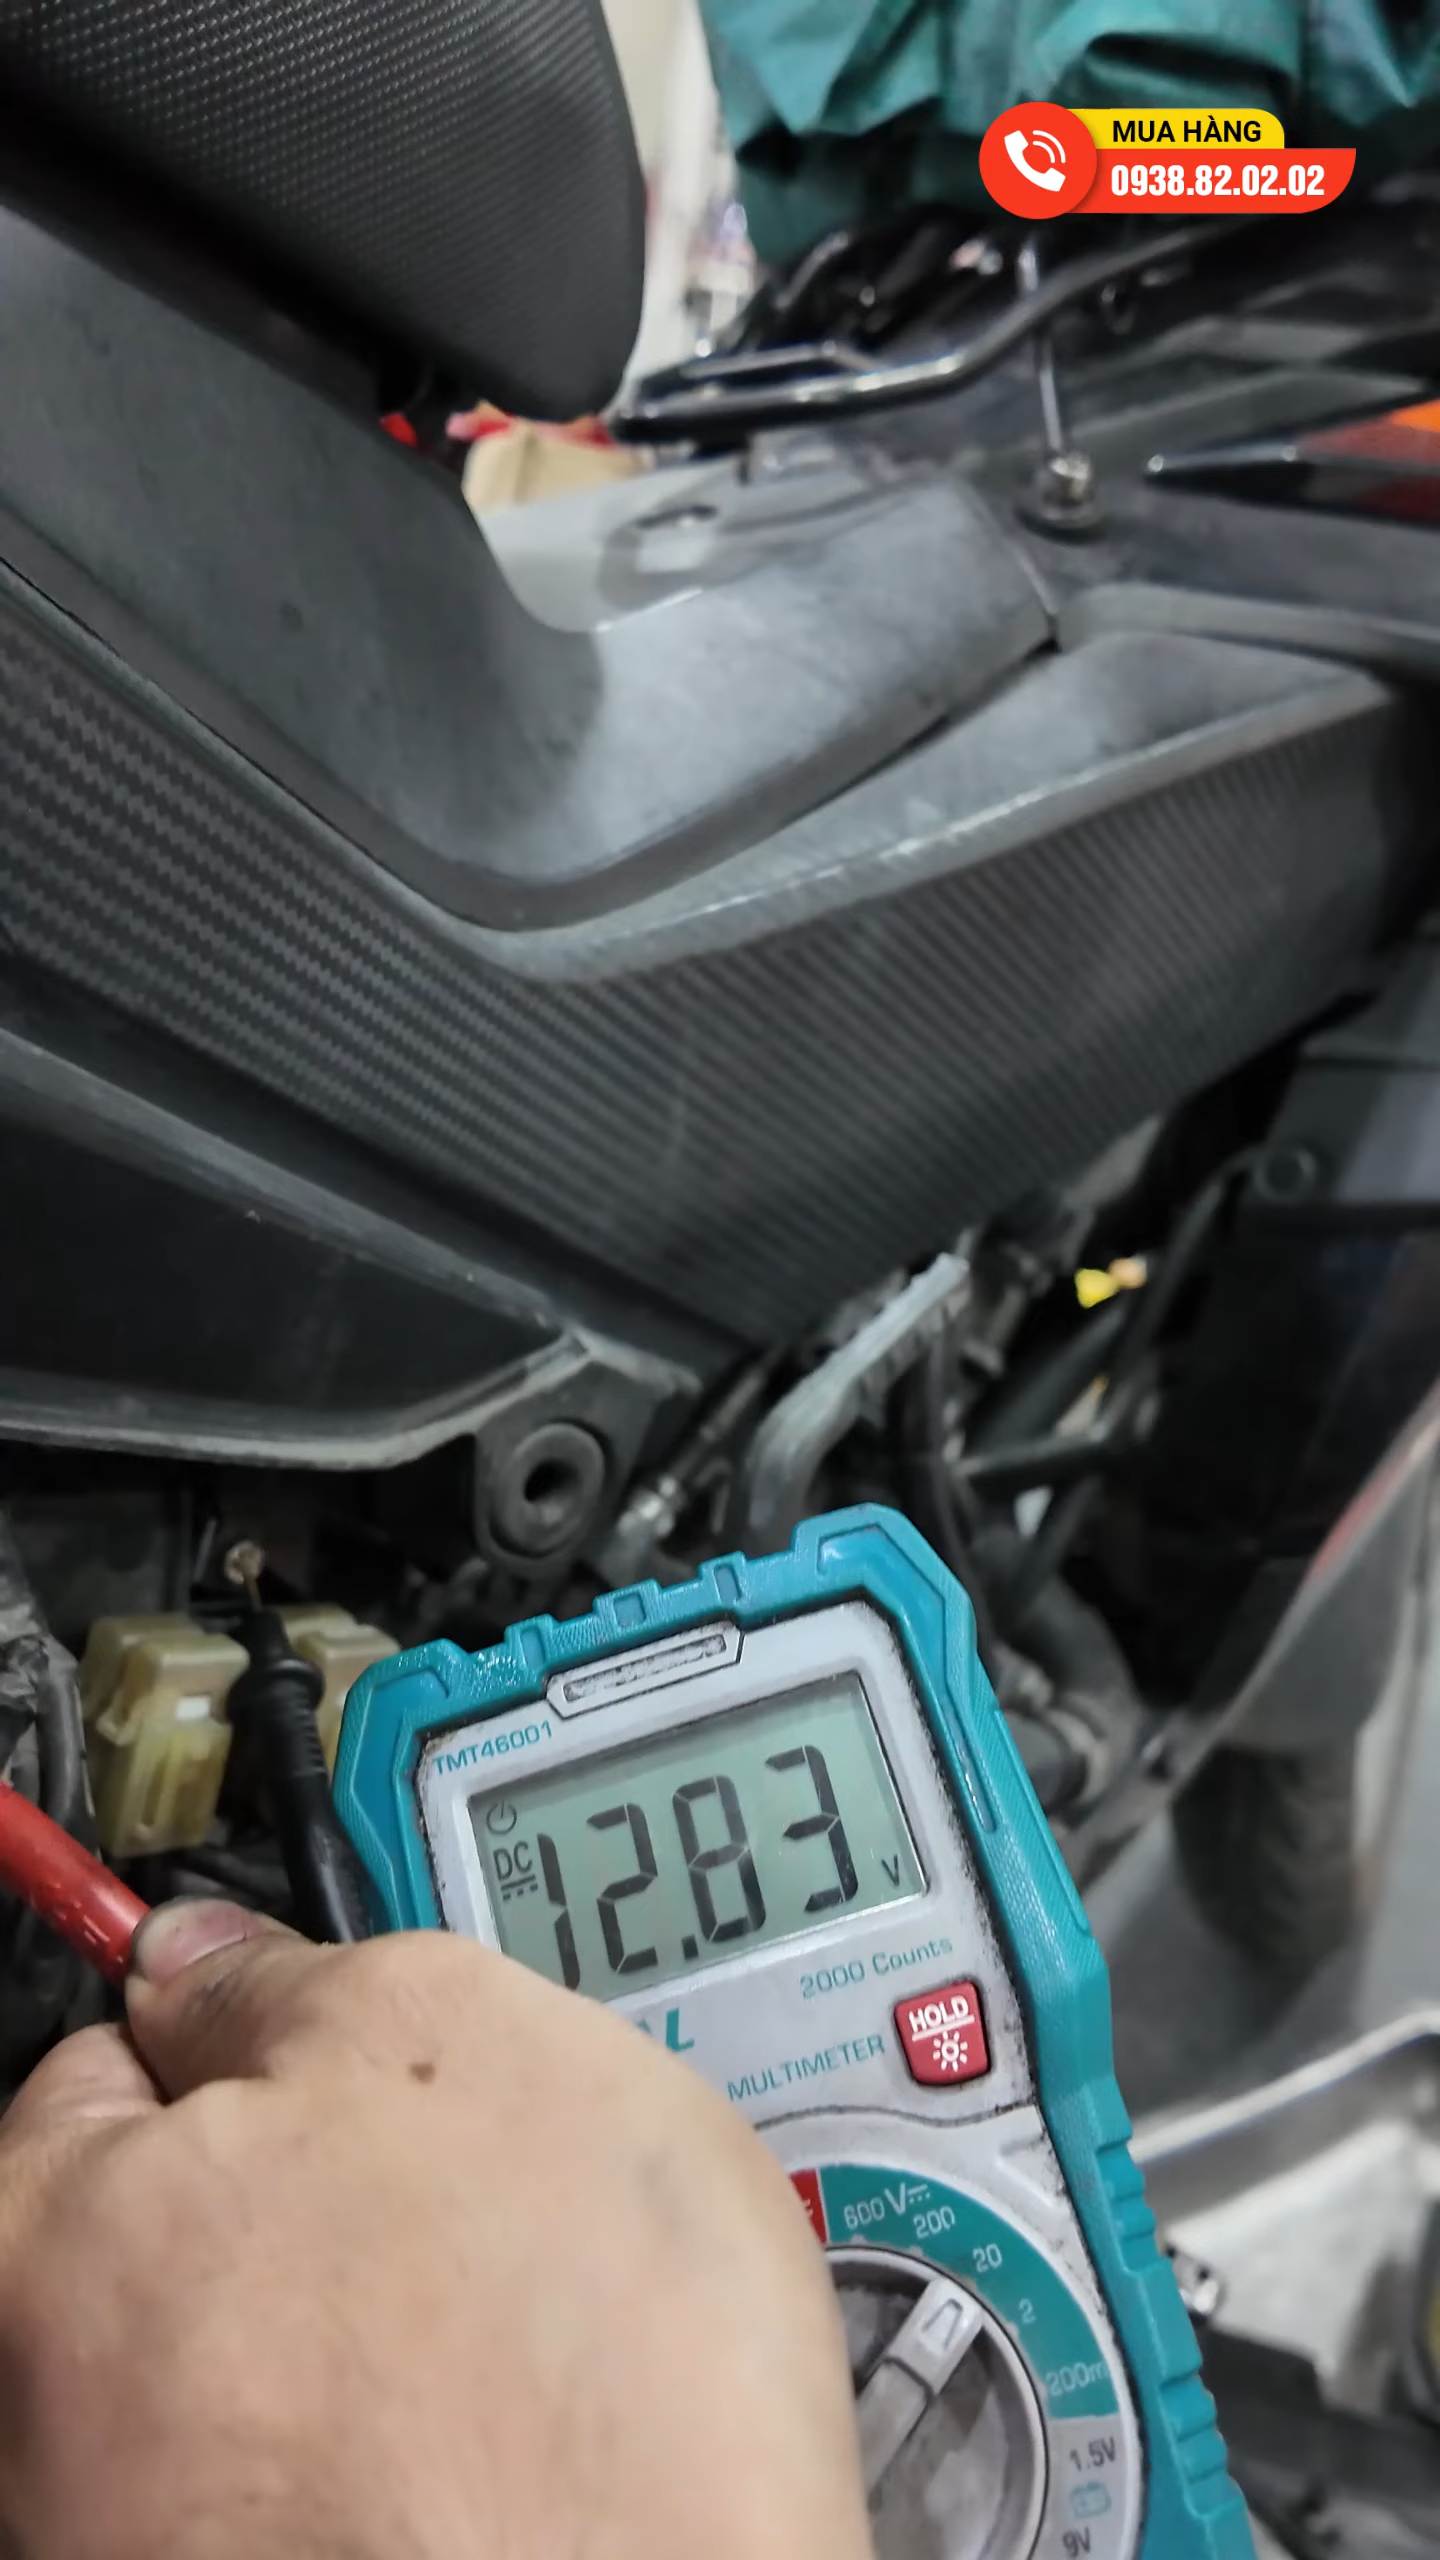 MUA HÀNG
0938.82.02.02
TMT46001
DC
12.83
V
2000 Counts
HOLD
MULTIMETER
600 V
200
20
2
200m
1.5V
9V